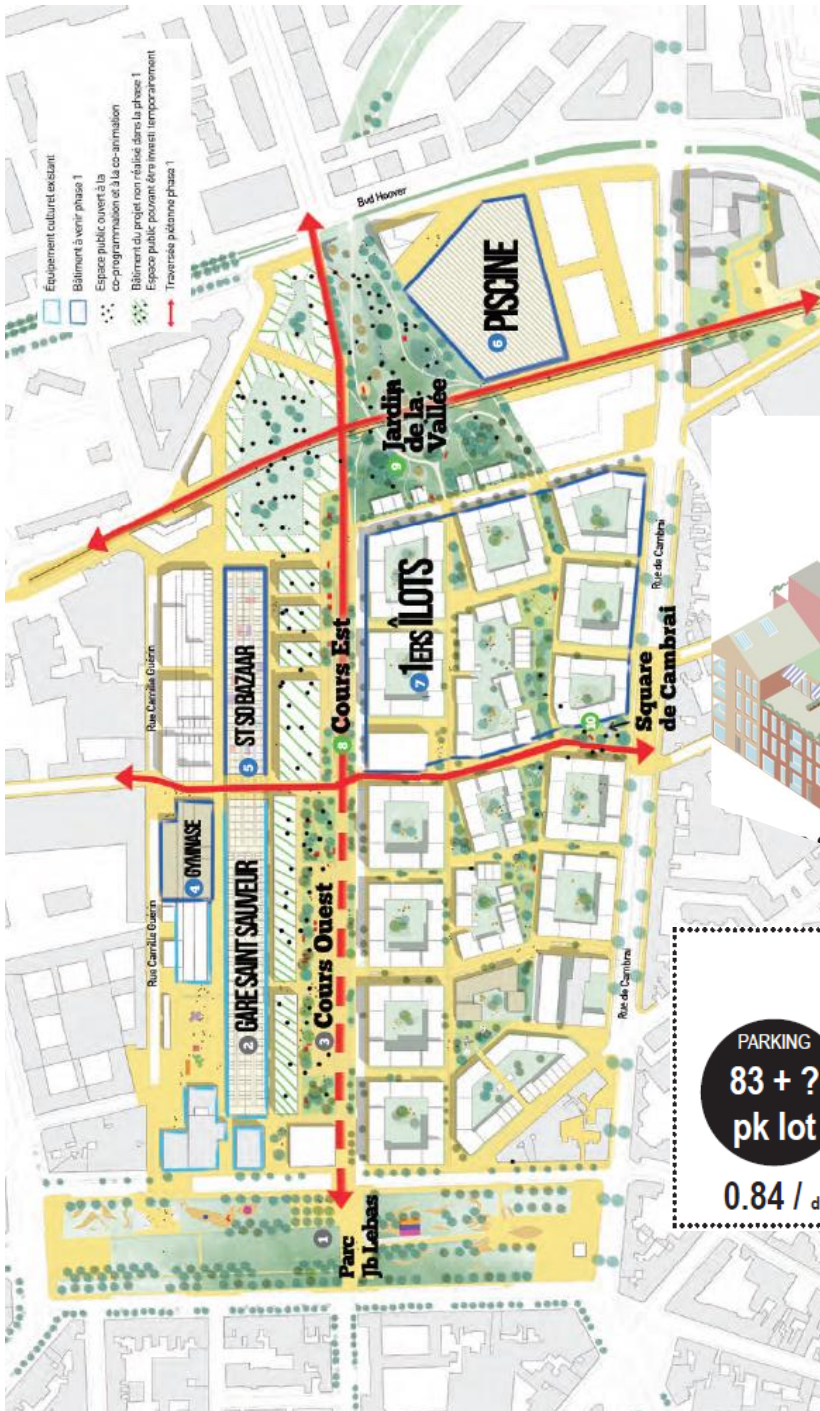 Équipement culturel existant
Bâtiment à venir phase 1
Espace public ouvert à la
co-programmation et à la co-animation
Bâtiment du projet non réalisé dans la phase 1
Espace public pouvant être investi temporairement
Traversée piétonne phase 1
Bvd Hoover
Rue Camille Guérin
Rue Camille Guérin
4 GYMNASE
5 ST SO BAZAAR
2 GARE SAINT SAUVEUR
3 Cours Ouest
8 Cours Est
6 PISCINE
9 Jardin
de la
Vallée
7 1ERS ÎLOTS
10
Square
de Cambrai
Rue de Cambrai
Rue de Cambrai
1
Parc
Jb Lebas
PARKING
83 + ?
pk lot
0.84 / d